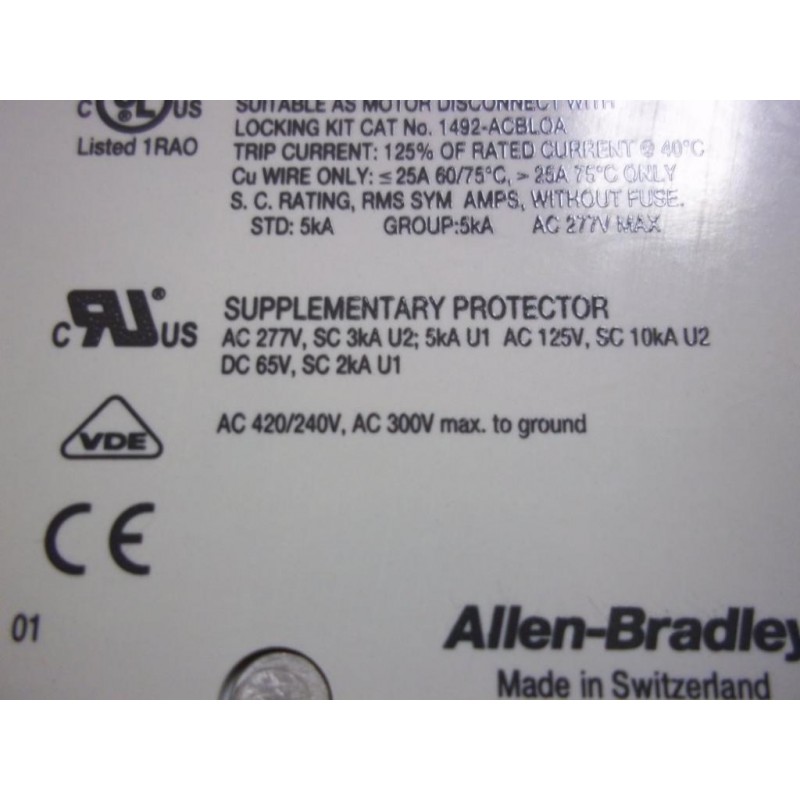 c UL US SUITABLE AS MOTOR DISCONNECT WITH
LOCKING KIT CAT No. 1492-ACBLOA
Listed 1RAO TRIP CURRENT: 125% OF RATED CURRENT @ 40°C
Cu WIRE ONLY: ≤ 25A 60/75°C, > 25A 75°C ONLY
S. C. RATING, RMS SYM AMPS, WITHOUT FUSE.
STD: 5kA GROUP:5kA AC 277V MAX
SUPPLEMENTARY PROTECTOR
c RU ® US AC 277V, SC 3kA U2; 5kA U1 AC 125V, SC 10kA U2
DC 65V, SC 2kA U1
VDE AC 420/240V, AC 300V max. to ground
CE
01
Allen-Bradley
Made in Switzerland